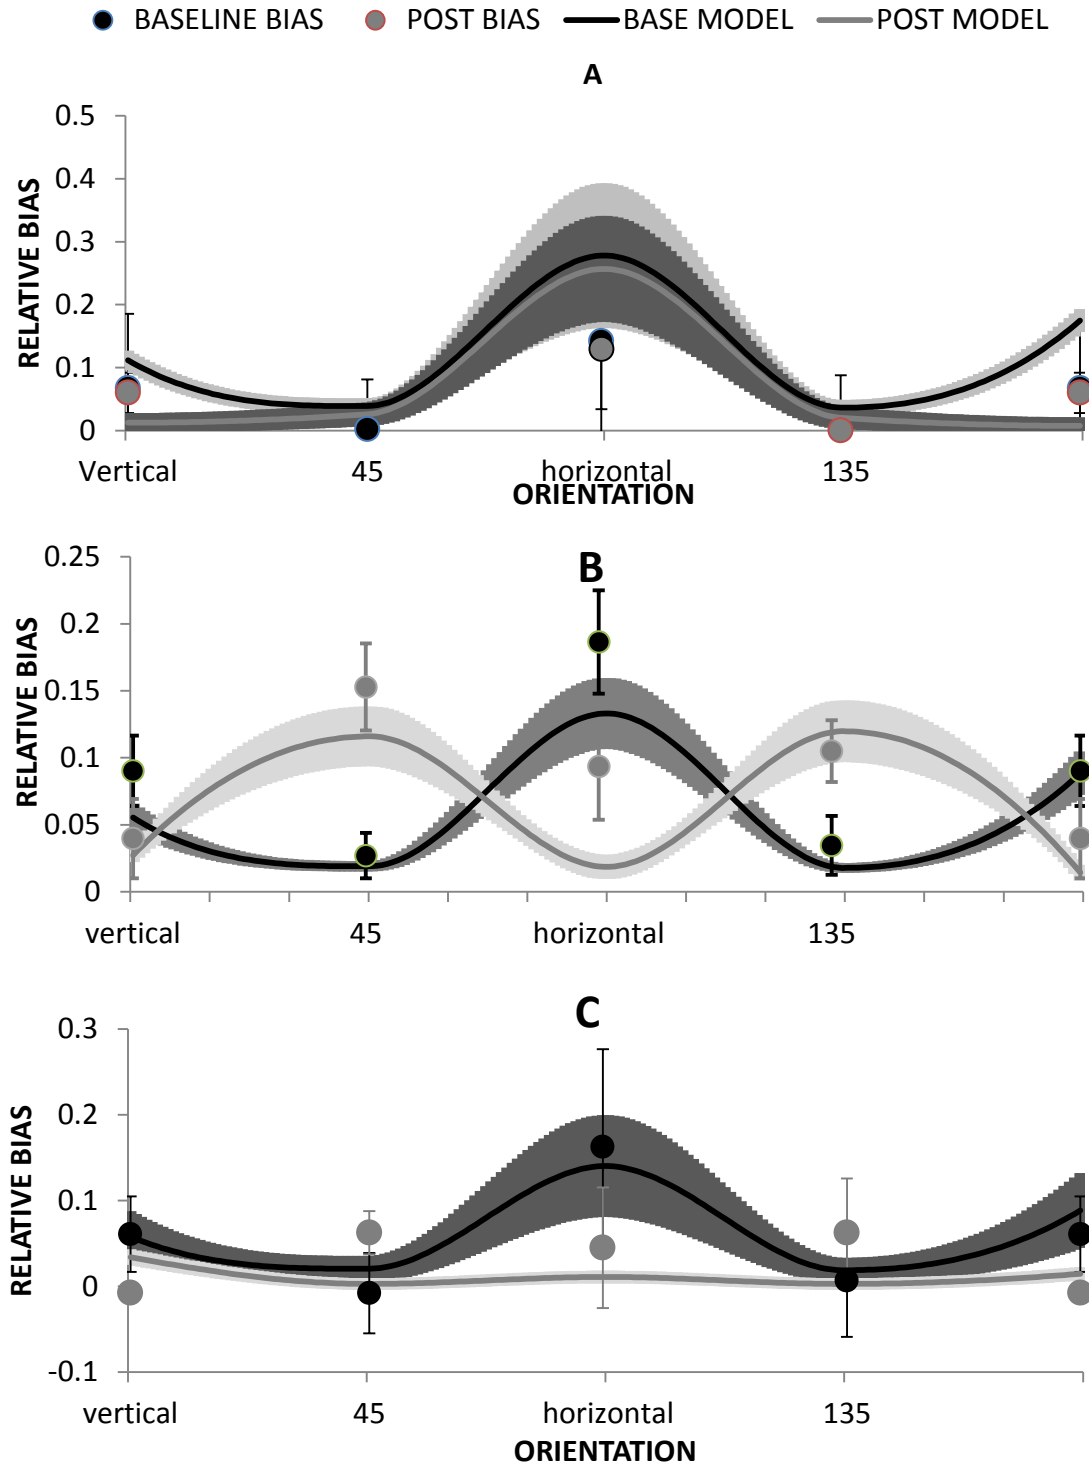 BASELINE BIAS POST BIAS BASE MODEL POST MODEL
A
RELATIVE BIAS
0.5
0.4
0.3
0.2
0.1
0
Vertical 45 horizontal 135
ORIENTATION
B
RELATIVE BIAS
0.25
0.2
0.15
0.1
0.05
0
vertical 45 horizontal 135
C
RELATIVE BIAS
0.3
0.2
0.1
0
-0.1
vertical 45 horizontal 135
ORIENTATION